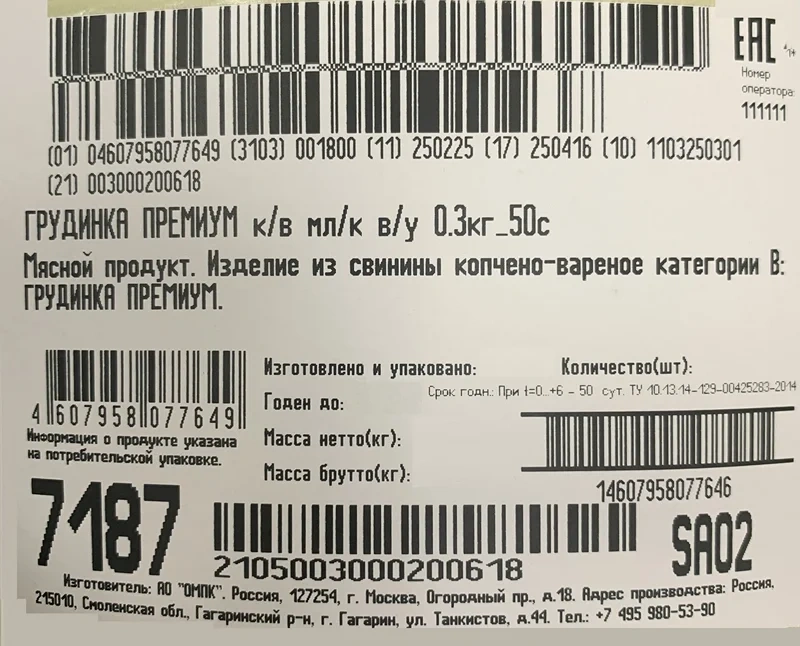 EAC
Номер
оператора:
111111
(01) 04607958077649 (3103) 001800 (11) 250225 (17) 250416 (10) 1103250301
(21) 003000200618
ГРУДИНКА ПРЕМИУМ к/в мл/к в/у 0.3кг_50с
Мясной продукт. Изделие из свинины копчено-вареное категории В:
ГРУДИНКА ПРЕМИУМ.
Изготовлено и упаковано:
Количество(шт):
Срок годн.: При t=0..+6 - 50 сут. ТУ 10.13.14-129-00425283-2014
Годен до:
Масса нетто(кг):
Масса брутто(кг):
4 607958 077649
Информация о продукте указана
на потребительской упаковке.
14607958077646
7187
2105003000200618
SA02
Изготовитель: АО "ОМПК". Россия, 127254, г. Москва, Огородный пр., д.18. Адрес производства: Россия,
215010, Смоленская обл., Гагаринский р-н, г. Гагарин, ул. Танкистов, д.44. Тел.: +7 495 980-53-90